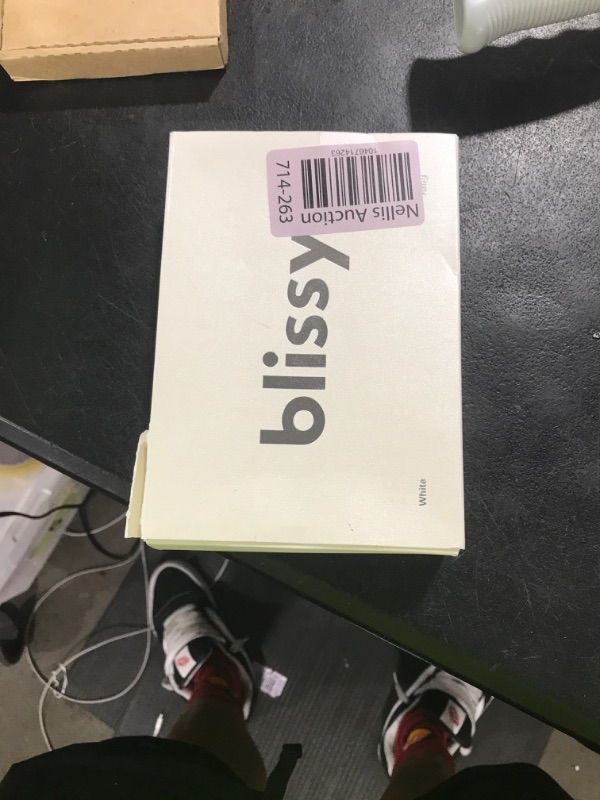 blissy
White
Nellis Auction
1046714263
714-263